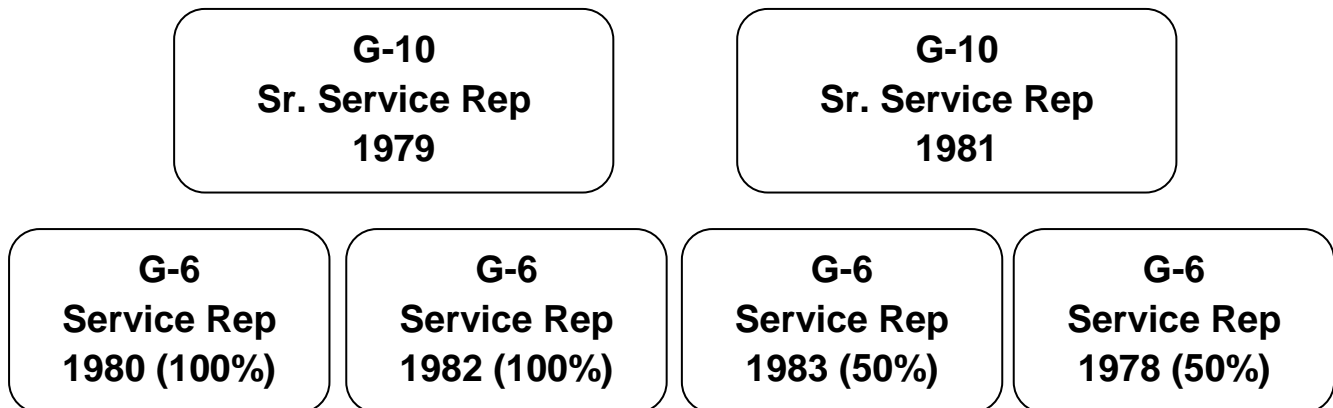 G-10
Sr. Service Rep
1979
G-10
Sr. Service Rep
1981
G-6
Service Rep
1980 (100%)
G-6
Service Rep
1982 (100%)
G-6
Service Rep
1983 (50%)
G-6
Service Rep
1978 (50%)